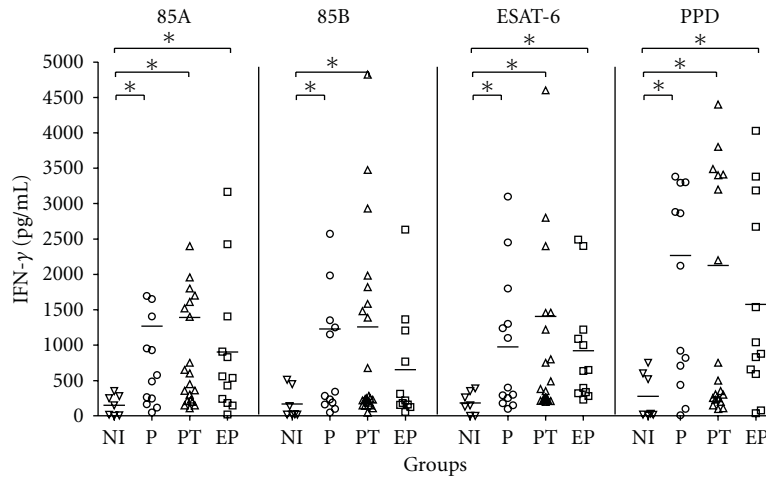 85A 85B ESAT-6 PPD
* * * *
* * * *
* * * *
5000
4500
4000
3500
3000
2500
2000
1500
1000
500
0
IFN-γ (pg/mL)
NI P PT EP NI P PT EP NI P PT EP NI P PT EP
Groups